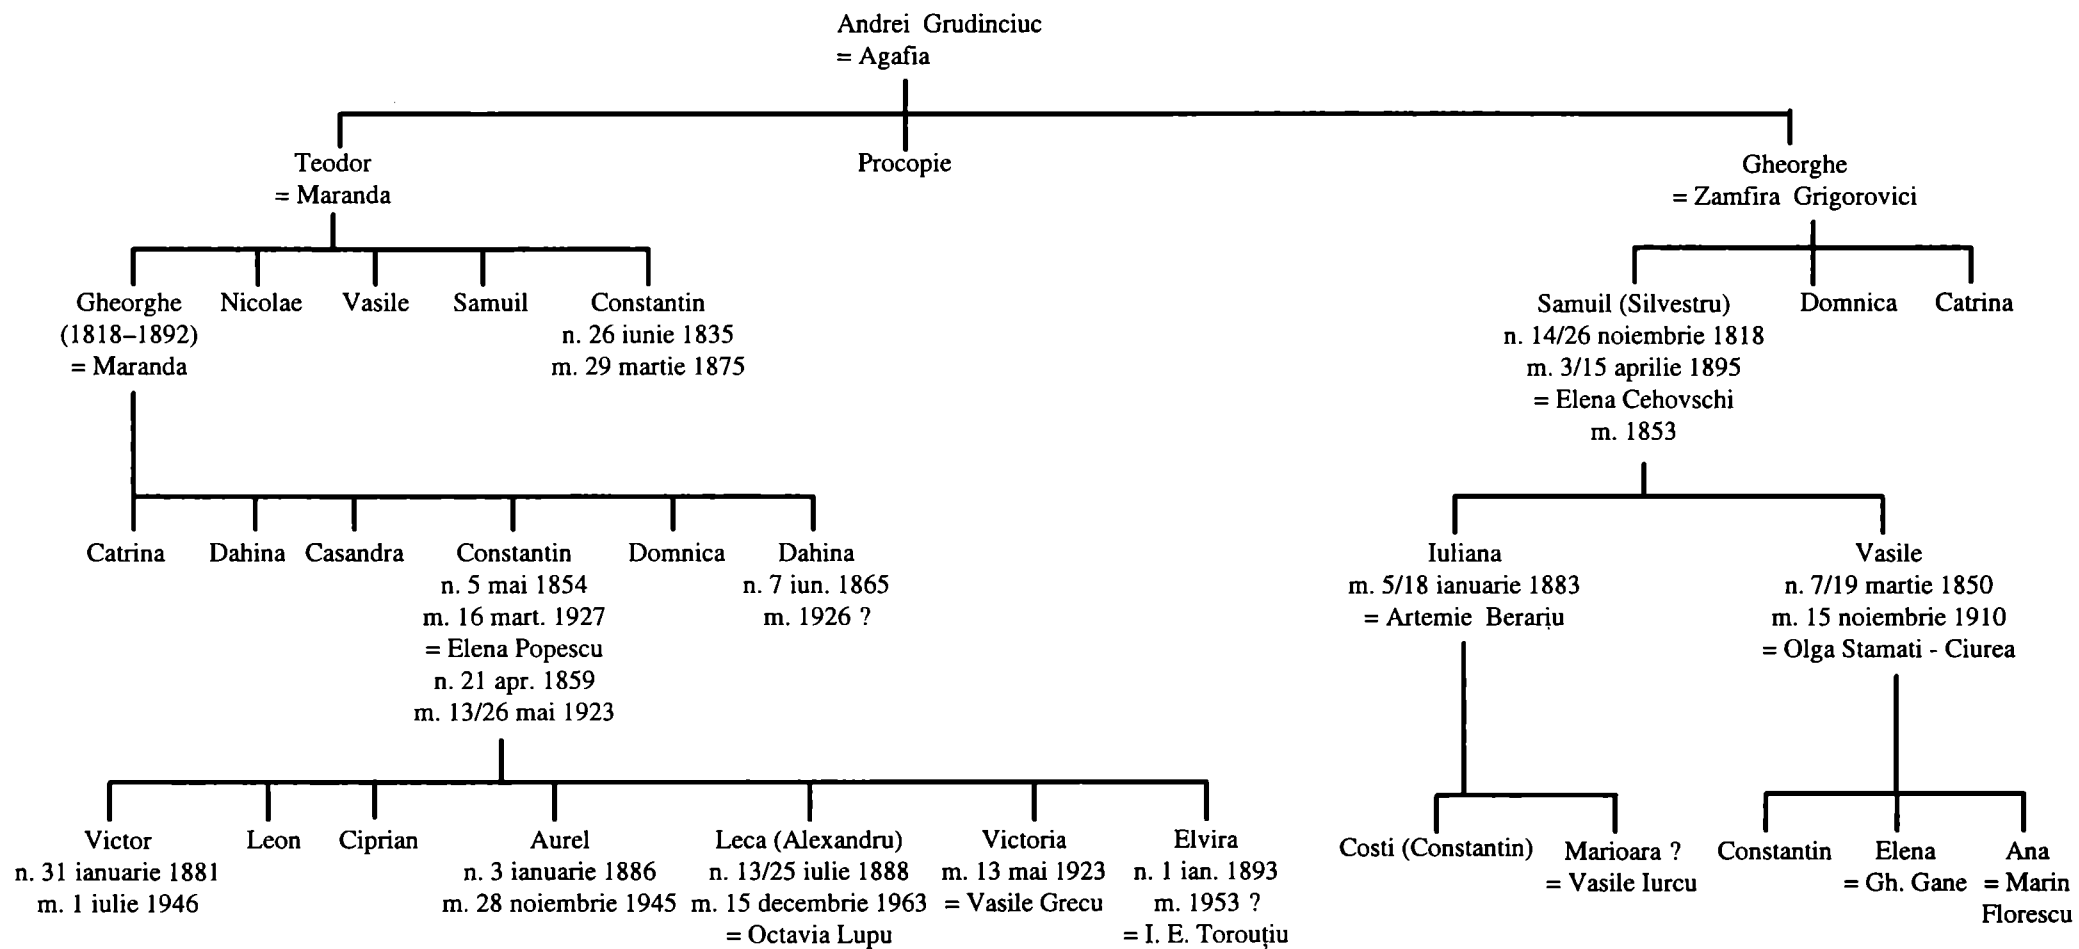 Andrei Grudinciuc
= Agafia
Teodor
= Maranda
Procopie
Gheorghe
= Zamfira Grigorovici
Gheorghe
(1818–1892)
= Maranda
Nicolae
Vasile
Samuil
Constantin
n. 26 iunie 1835
m. 29 martie 1875
Samuil (Silvestru)
n. 14/26 noiembrie 1818
m. 3/15 aprilie 1895
= Elena Cehovschi
m. 1853
Domnica
Catrina
Catrina
Dahina
Casandra
Constantin
n. 5 mai 1854
m. 16 mart. 1927
= Elena Popescu
n. 21 apr. 1859
m. 13/26 mai 1923
Domnica
Dahina
n. 7 iun. 1865
m. 1926 ?
Iuliana
m. 5/18 ianuarie 1883
= Artemie Berariu
Vasile
n. 7/19 martie 1850
m. 15 noiembrie 1910
= Olga Stamati - Ciurea
Victor
n. 31 ianuarie 1881
m. 1 iulie 1946
Leon
Ciprian
Aurel
n. 3 ianuarie 1886
m. 28 noiembrie 1945
Leca (Alexandru)
n. 13/25 iulie 1888
m. 15 decembrie 1963
= Octavia Lupu
Victoria
m. 13 mai 1923
= Vasile Grecu
Elvira
n. 1 ian. 1893
m. 1953 ?
= I. E. Torouțiu
Costi (Constantin)
Marioara ?
= Vasile Iurcu
Constantin
Elena
= Gh. Gane
Ana
= Marin
Florescu